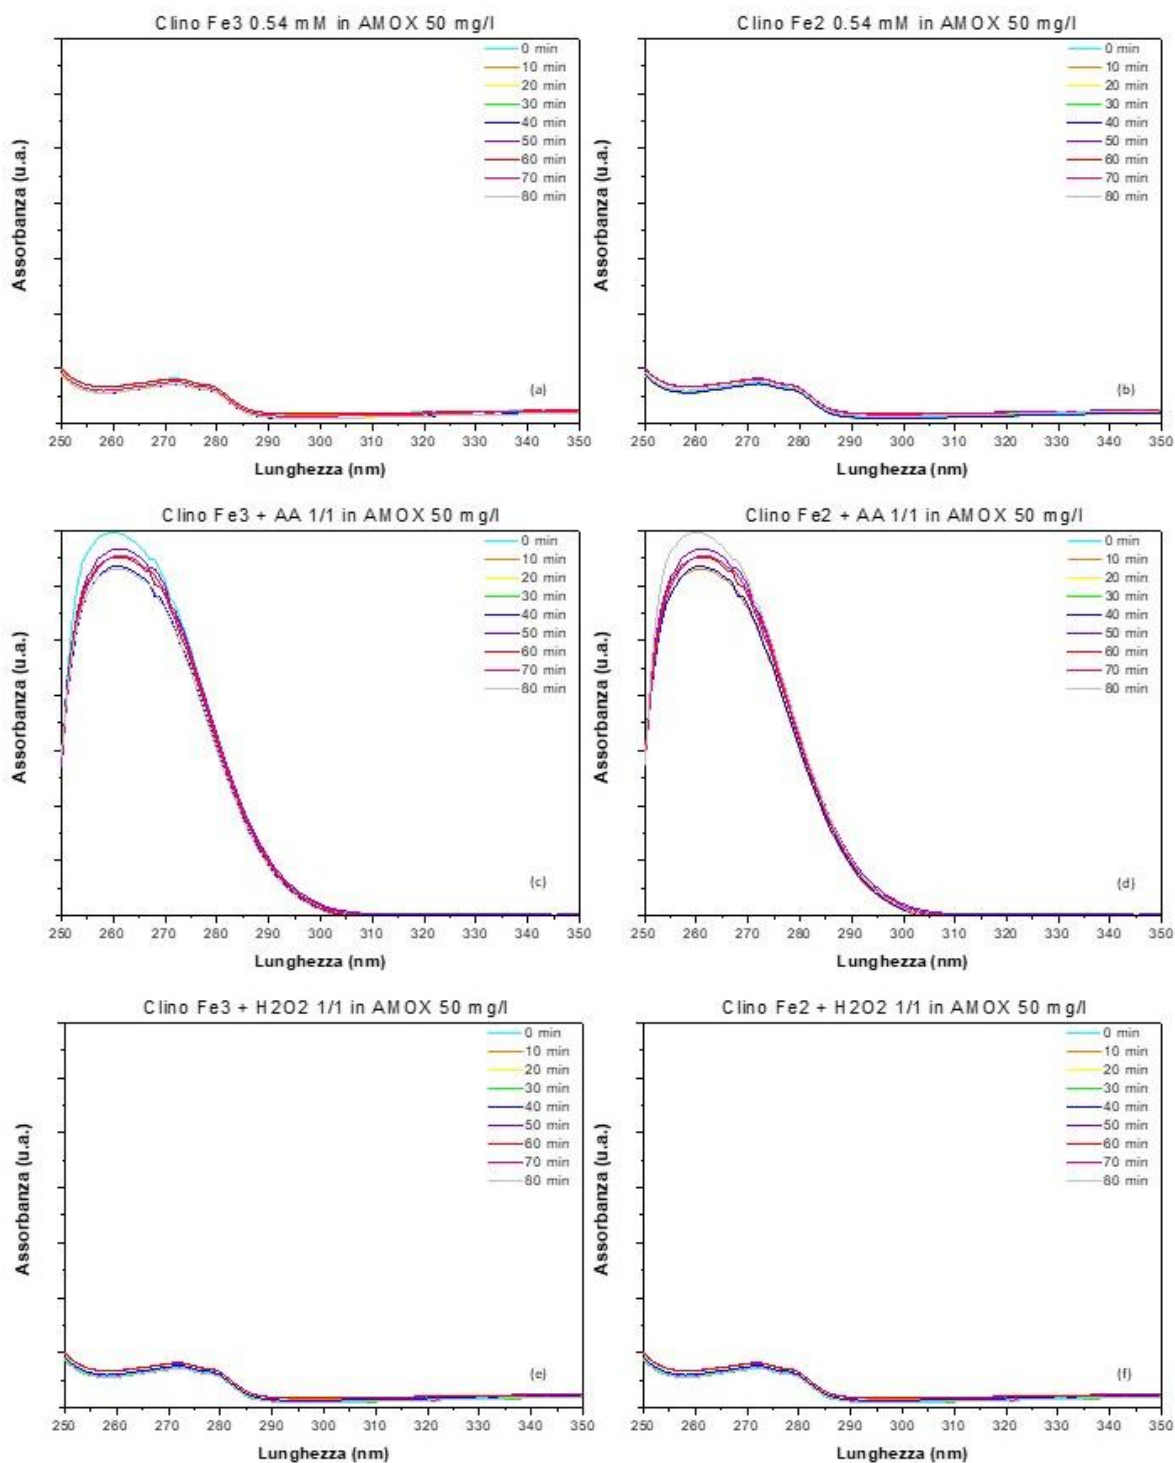 Clino Fe3 0.54 mM in AMOX 50 mg/l
Assorbanza (u.a.)
0 min
10 min
20 min
30 min
40 min
50 min
60 min
70 min
80 min
(a)
250 260 270 280 290 300 310 320 330 340 350
Lunghezza (nm)
Clino Fe2 0.54 mM in AMOX 50 mg/l
Assorbanza (u.a.)
0 min
10 min
20 min
30 min
40 min
50 min
60 min
70 min
80 min
(b)
250 260 270 280 290 300 310 320 330 340 350
Lunghezza (nm)
Clino Fe3 + AA 1/1 in AMOX 50 mg/l
Assorbanza (u.a.)
0 min
10 min
20 min
30 min
40 min
50 min
60 min
70 min
80 min
(c)
250 260 270 280 290 300 310 320 330 340 350
Lunghezza (nm)
Clino Fe2 + AA 1/1 in AMOX 50 mg/l
Assorbanza (u.a.)
0 min
10 min
20 min
30 min
40 min
50 min
60 min
70 min
80 min
(d)
250 260 270 280 290 300 310 320 330 340 350
Lunghezza (nm)
Clino Fe3 + H2O2 1/1 in AMOX 50 mg/l
Assorbanza (u.a.)
0 min
10 min
20 min
30 min
40 min
50 min
60 min
70 min
80 min
(e)
250 260 270 280 290 300 310 320 330 340 350
Lunghezza (nm)
Clino Fe2 + H2O2 1/1 in AMOX 50 mg/l
Assorbanza (u.a.)
0 min
10 min
20 min
30 min
40 min
50 min
60 min
70 min
80 min
(f)
250 260 270 280 290 300 310 320 330 340 350
Lunghezza (nm)